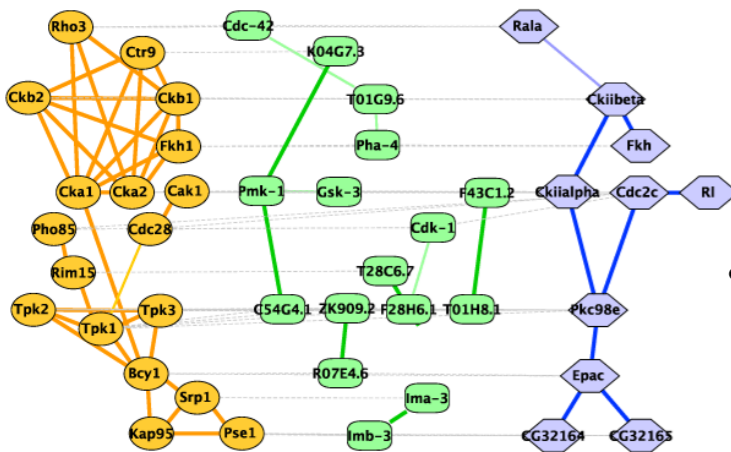 Rho3 Cdc-42 Rala
Ctr9 K04G7.3
Ckb2 Ckb1 T01G9.6 Ckiibeta
Fkh1 Pha-4 Fkh
Cka1 Cka2 Cak1 Pmk-1 Gsk-3 F43C1.2 Ckiialpha Cdc2c Rl
Pho85 Cdc28 Cdk-1
Rim15 T28C6.7
Tpk2 Tpk3 C54G4.1 ZK909.2 F28H6.1 T01H8.1 Pkc98e
Tpk1
Bcy1 R07E4.6 Epac
Srp1 Ima-3
Kap95 Pse1 Imb-3 CG32164 CG32165